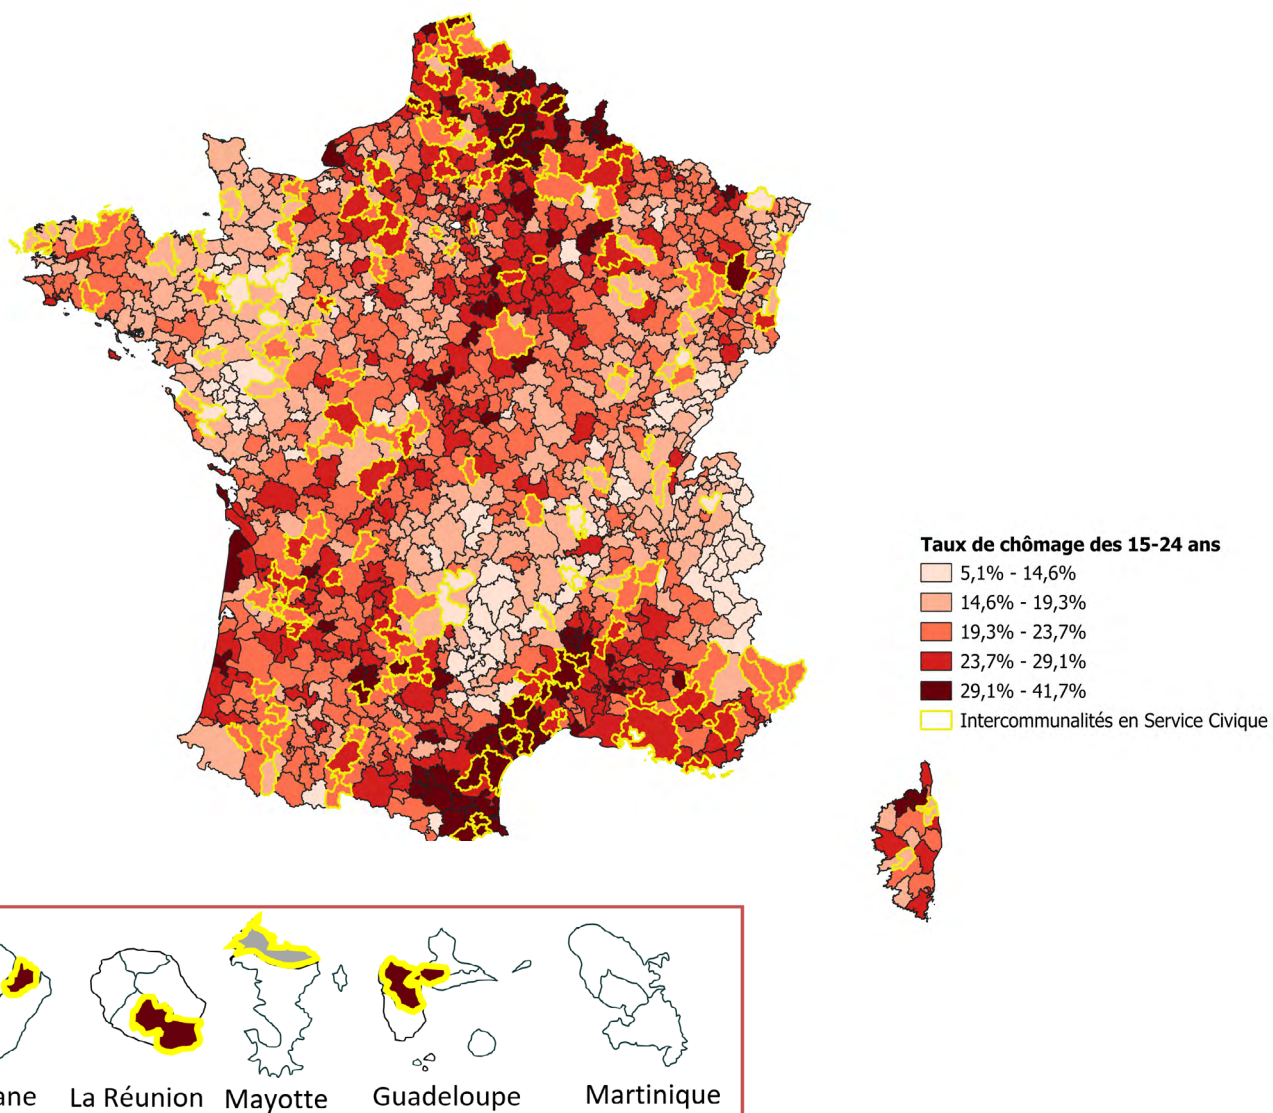 Taux de chômage des 15-24 ans
5,1% - 14,6%
14,6% - 19,3%
19,3% - 23,7%
23,7% - 29,1%
29,1% - 41,7%
Intercommunalités en Service Civique
ane La Réunion Mayotte Guadeloupe Martinique